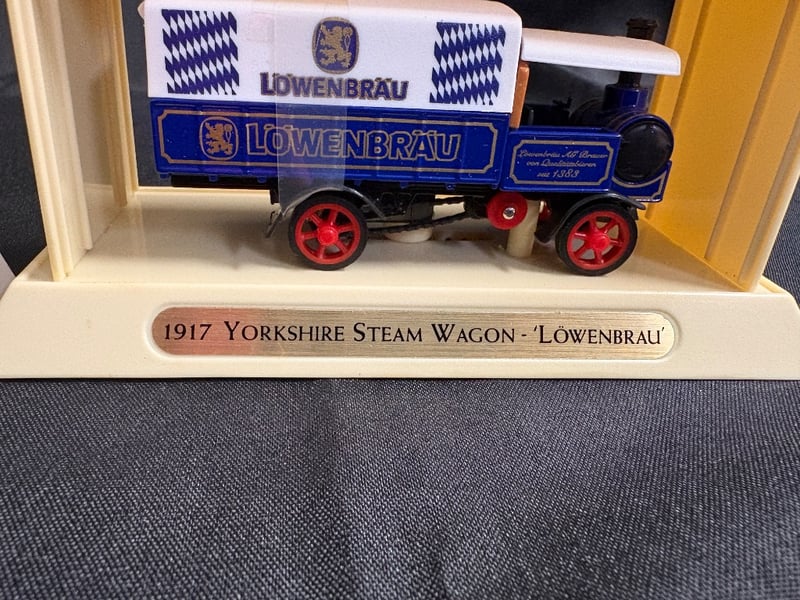 LÖWENBRÄU
LÖWENBRÄU
Löwenbräu AG Brauer
von Qualitätsbieren
seit 1383
1917 YORKSHIRE STEAM WAGON - 'LÖWENBRAU'